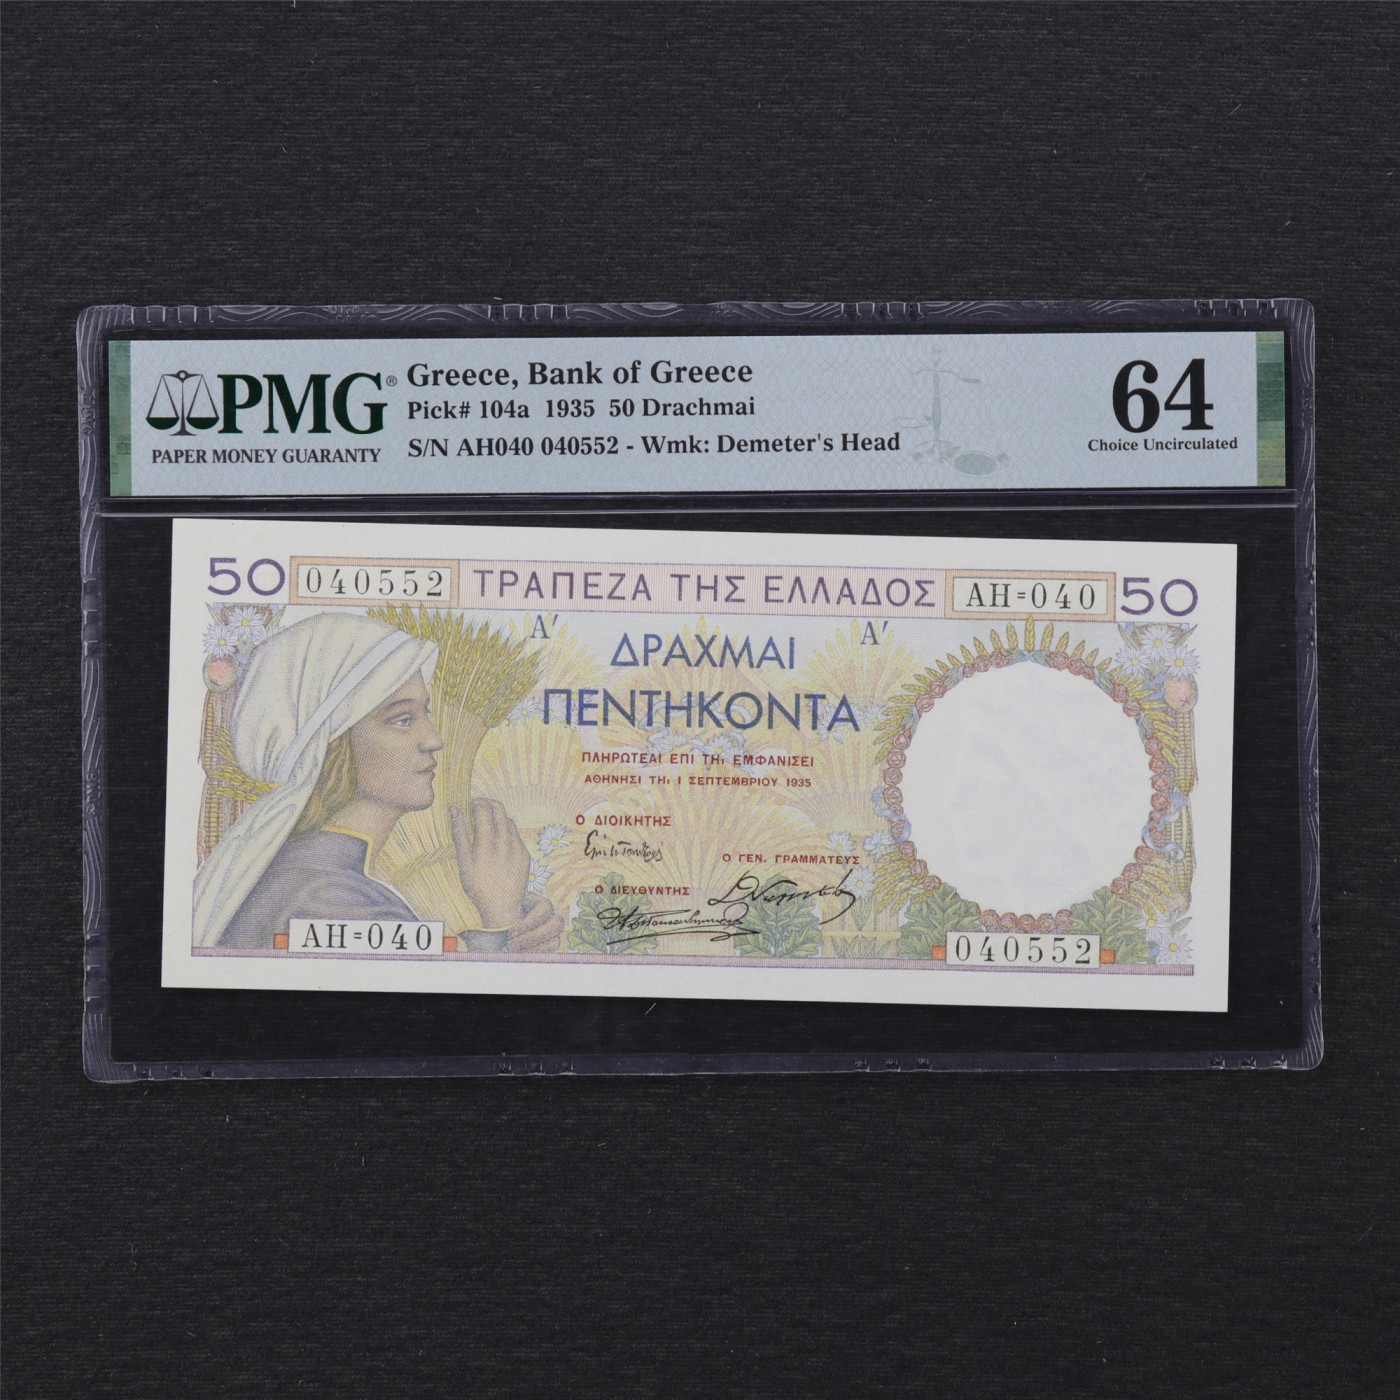 PMG®
PAPER MONEY GUARANTY
Greece, Bank of Greece
Pick# 104a 1935 50 Drachmai
S/N AH040 040552 - Wmk: Demeter's Head
64
Choice Uncirculated
50 040552 ΤΡΑΠΕΖΑ ΤΗΣ ΕΛΛΑΔΟΣ ΑΗ=040 50
Α′ Α′
ΔΡΑΧΜΑΙ
ΠΕΝΤΗΚΟΝΤΑ
ΠΛΗΡΩΤΕΑΙ ΕΠΙ ΤΗι ΕΜΦΑΝΙΣΕΙ
ΑΘΗΝΗΣΙ ΤΗι 1 ΣΕΠΤΕΜΒΡΙΟΥ 1935
Ο ΔΙΟΙΚΗΤΗΣ
Ο ΓΕΝ. ΓΡΑΜΜΑΤΕΥΣ
Ο ΔΙΕΥΘΥΝΤΗΣ
ΑΗ=040
040552